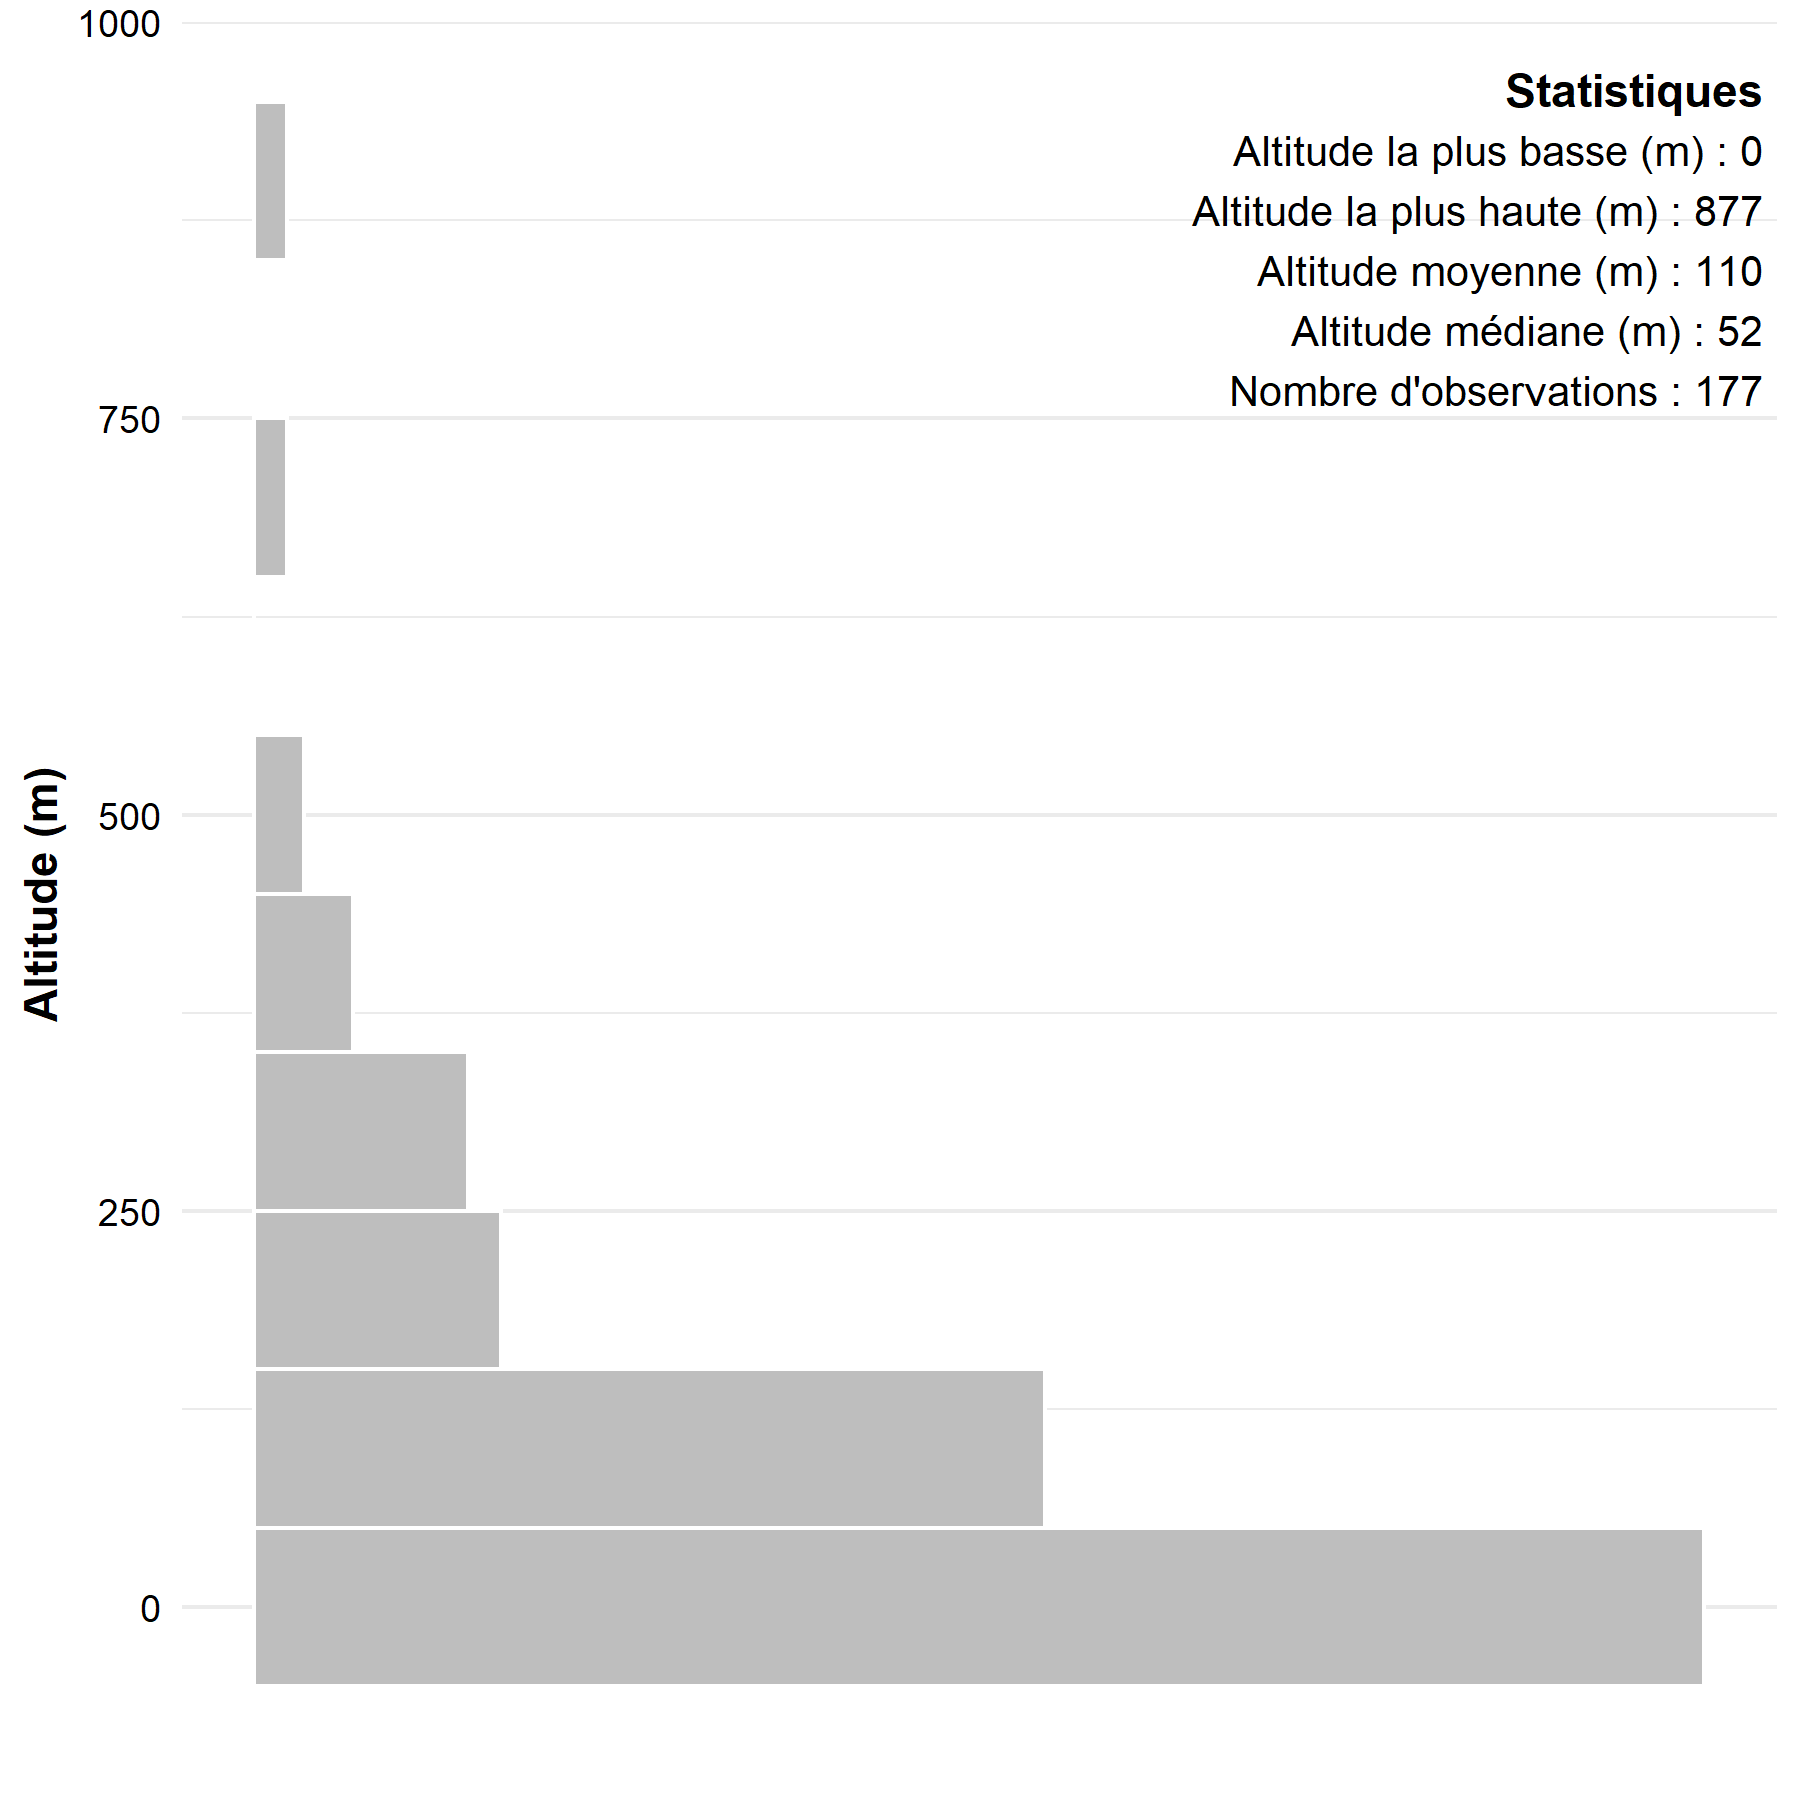 1000
Statistiques
Altitude la plus basse (m) : 0
Altitude la plus haute (m) : 877
Altitude moyenne (m) : 110
Altitude médiane (m) : 52
Nombre d'observations : 177
750
500
Altitude (m)
250
0